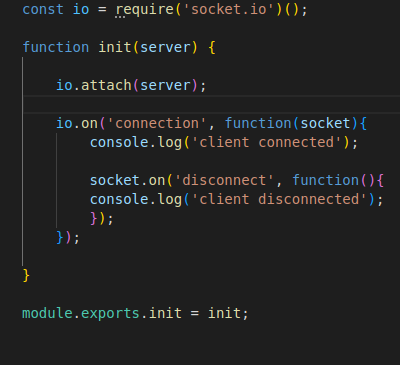 const io = require('socket.io')();
function init(server) {
io.attach(server);
io.on('connection', function(socket){
console.log('client connected');
socket.on('disconnect', function(){
console.log('client disconnected');
});
});
}
module.exports.init = init;